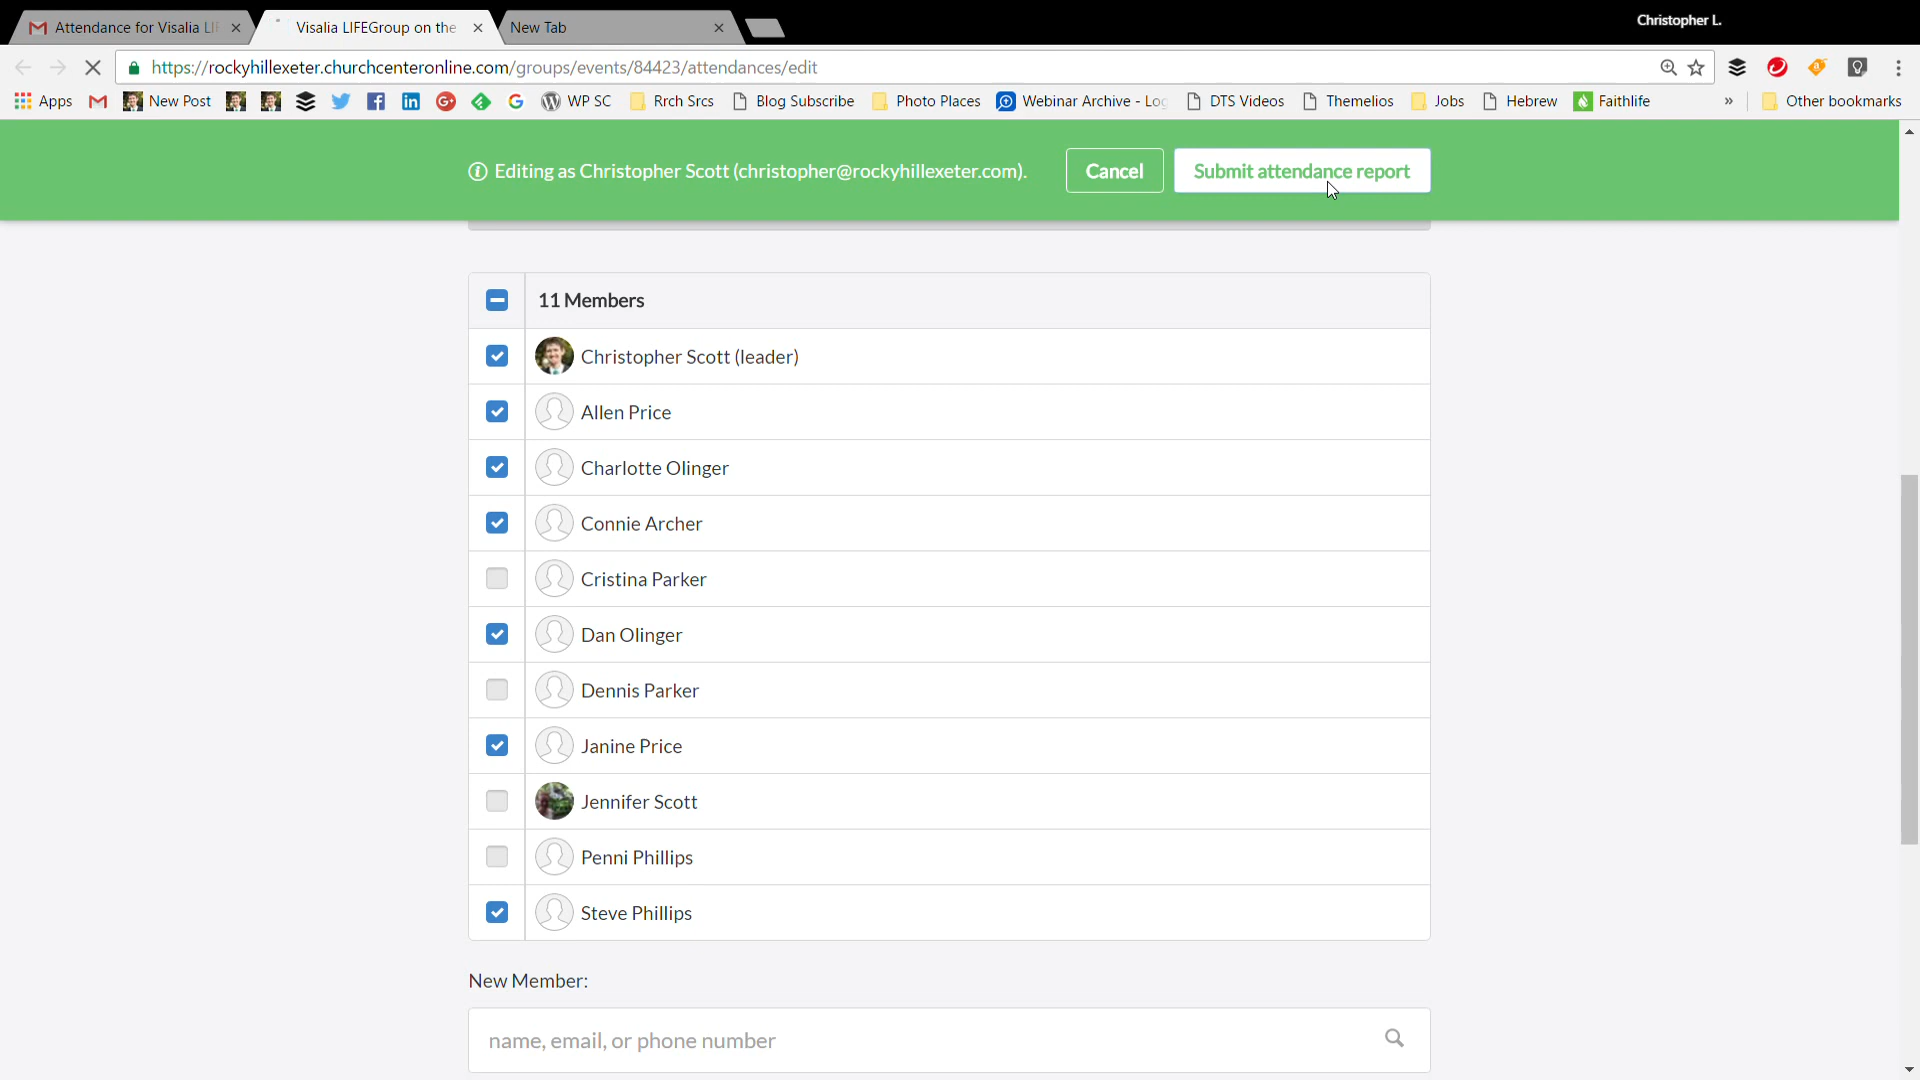 Christopher L.
Attendance for Visalia LI
Visalia LIFEGroup on the
New Tab
https://rockyhillexeter.churchcenteronline.com/groups/events/84423/attendances/edit
Apps New Post WP SC Rrch Srcs Blog Subscribe Photo Places Webinar Archive - Lo DTS Videos Themelios Jobs Hebrew Faithlife » Other bookmarks
Editing as Christopher Scott (christopher@rockyhillexeter.com). Cancel Submit attendance report
11 Members
Christopher Scott (leader)
Allen Price
Charlotte Olinger
Connie Archer
Cristina Parker
Dan Olinger
Dennis Parker
Janine Price
Jennifer Scott
Penni Phillips
Steve Phillips
New Member:
name, email, or phone number